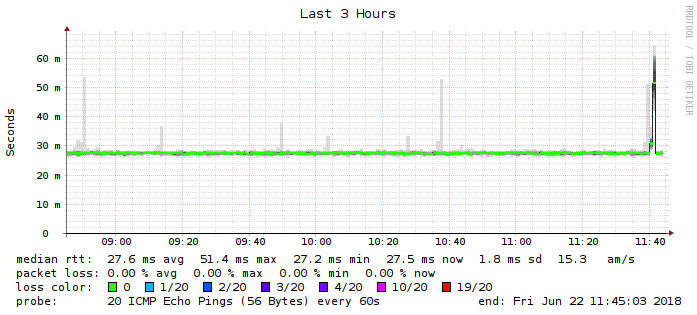 Last 3 Hours
RRDTOOL / TOBI OETIKER
Seconds
60 m
50 m
40 m
30 m
20 m
10 m
0
09:00 09:20 09:40 10:00 10:20 10:40 11:00 11:20 11:40
median rtt: 27.6 ms avg 51.4 ms max 27.2 ms min 27.5 ms now 1.8 ms sd 15.3 am/s
packet loss: 0.00 % avg 0.00 % max 0.00 % min 0.00 % now
loss color: 0 1/20 2/20 3/20 4/20 10/20 19/20
probe: 20 ICMP Echo Pings (56 Bytes) every 60s end: Fri Jun 22 11:45:03 2018